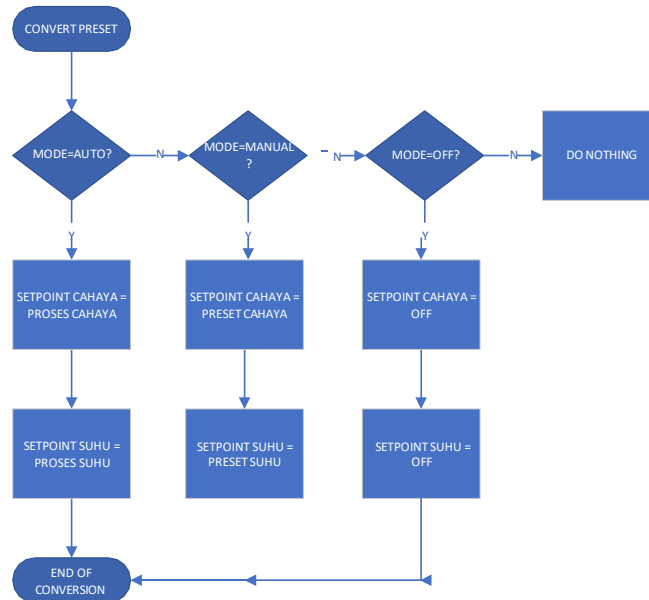 CONVERT PRESET
MODE=AUTO?
N
MODE=MANUAL
?
N
MODE=OFF?
N
DO NOTHING
Y
Y
Y
SETPOINT CAHAYA =
PROSES CAHAYA
SETPOINT CAHAYA =
PRESET CAHAYA
SETPOINT CAHAYA =
OFF
SETPOINT SUHU =
PROSES SUHU
SETPOINT SUHU =
PRESET SUHU
SETPOINT SUHU =
OFF
END OF
CONVERSION